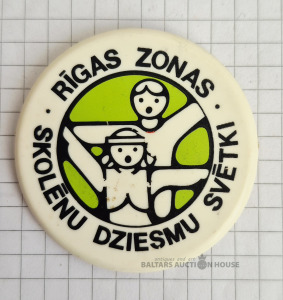 · RĪGAS ZONAS ·
SKOLĒNU DZIESMU SVĒTKI
BALTARS AUCTION HOUSE